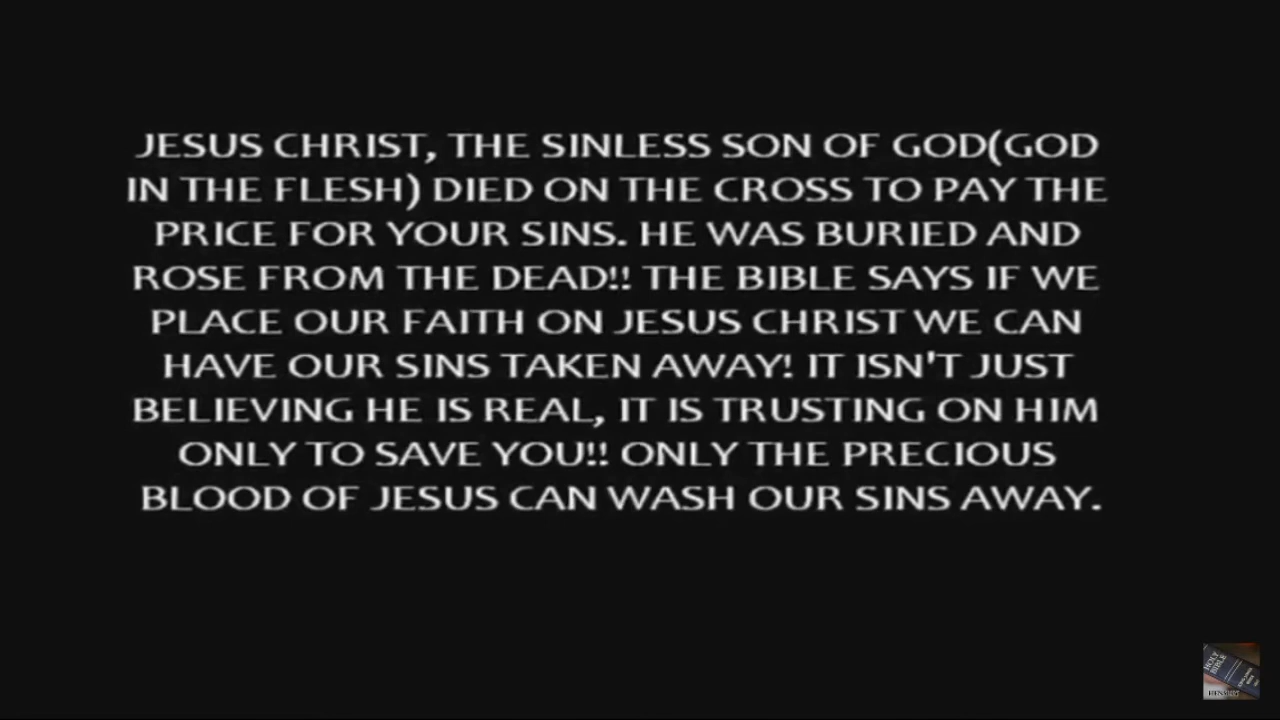 JESUS CHRIST, THE SINLESS SON OF GOD(GOD
IN THE FLESH) DIED ON THE CROSS TO PAY THE
PRICE FOR YOUR SINS. HE WAS BURIED AND
ROSE FROM THE DEAD!! THE BIBLE SAYS IF WE
PLACE OUR FAITH ON JESUS CHRIST WE CAN
HAVE OUR SINS TAKEN AWAY! IT ISN'T JUST
BELIEVING HE IS REAL, IT IS TRUSTING ON HIM
ONLY TO SAVE YOU!! ONLY THE PRECIOUS
BLOOD OF JESUS CAN WASH OUR SINS AWAY.
HOLY
BIBLE